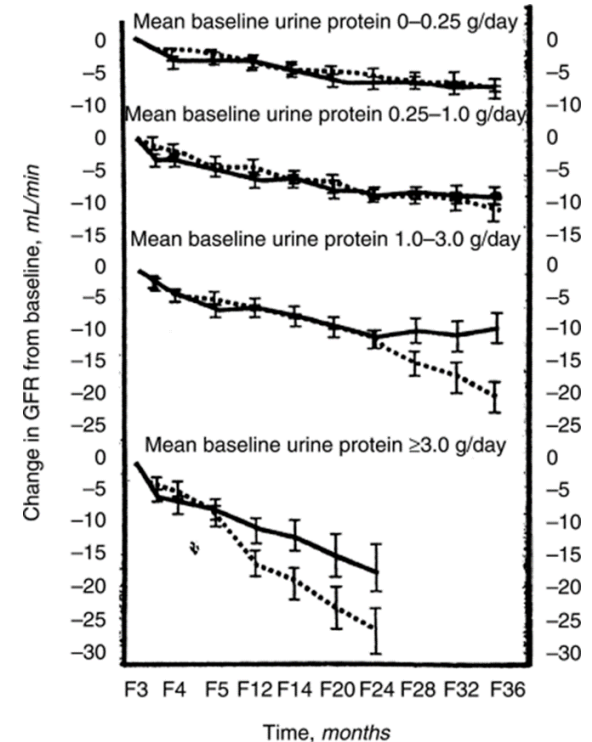 Mean baseline urine protein 0–0.25 g/day
0 0
–5 –5
–10 –10
Mean baseline urine protein 0.25–1.0 g/day
0 0
–5 –5
–10 –10
–15 –15
Mean baseline urine protein 1.0–3.0 g/day
0 0
–5 –5
–10 –10
–15 –15
–20 –20
–25 –25
Mean baseline urine protein ≥3.0 g/day
0 0
–5 –5
–10 –10
–15 –15
–20 –20
–25 –25
–30 –30
Change in GFR from baseline, mL/min
F3 F4 F5 F12 F14 F20 F24 F28 F32 F36
Time, months